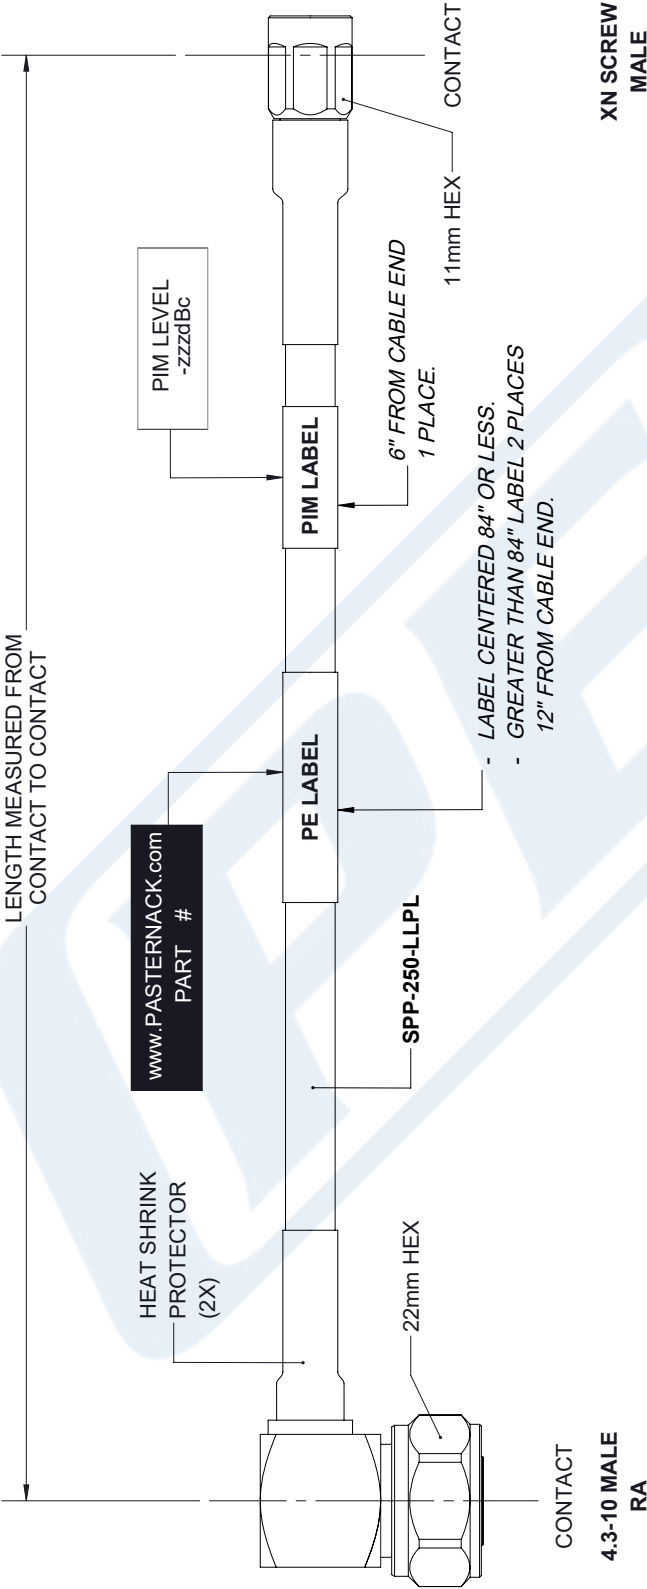 LENGTH MEASURED FROM
CONTACT TO CONTACT
HEAT SHRINK
PROTECTOR
(2X)
www.PASTERNACK.com
PART #
PIM LEVEL
-zzzdBc
PE LABEL
PIM LABEL
22mm HEX
SPP-250-LLPL
- LABEL CENTERED 84" OR LESS.
- GREATER THAN 84" LABEL 2 PLACES
12" FROM CABLE END.
6" FROM CABLE END
1 PLACE.
11mm HEX
CONTACT
CONTACT
4.3-10 MALE
RA
XN SCREW
MALE